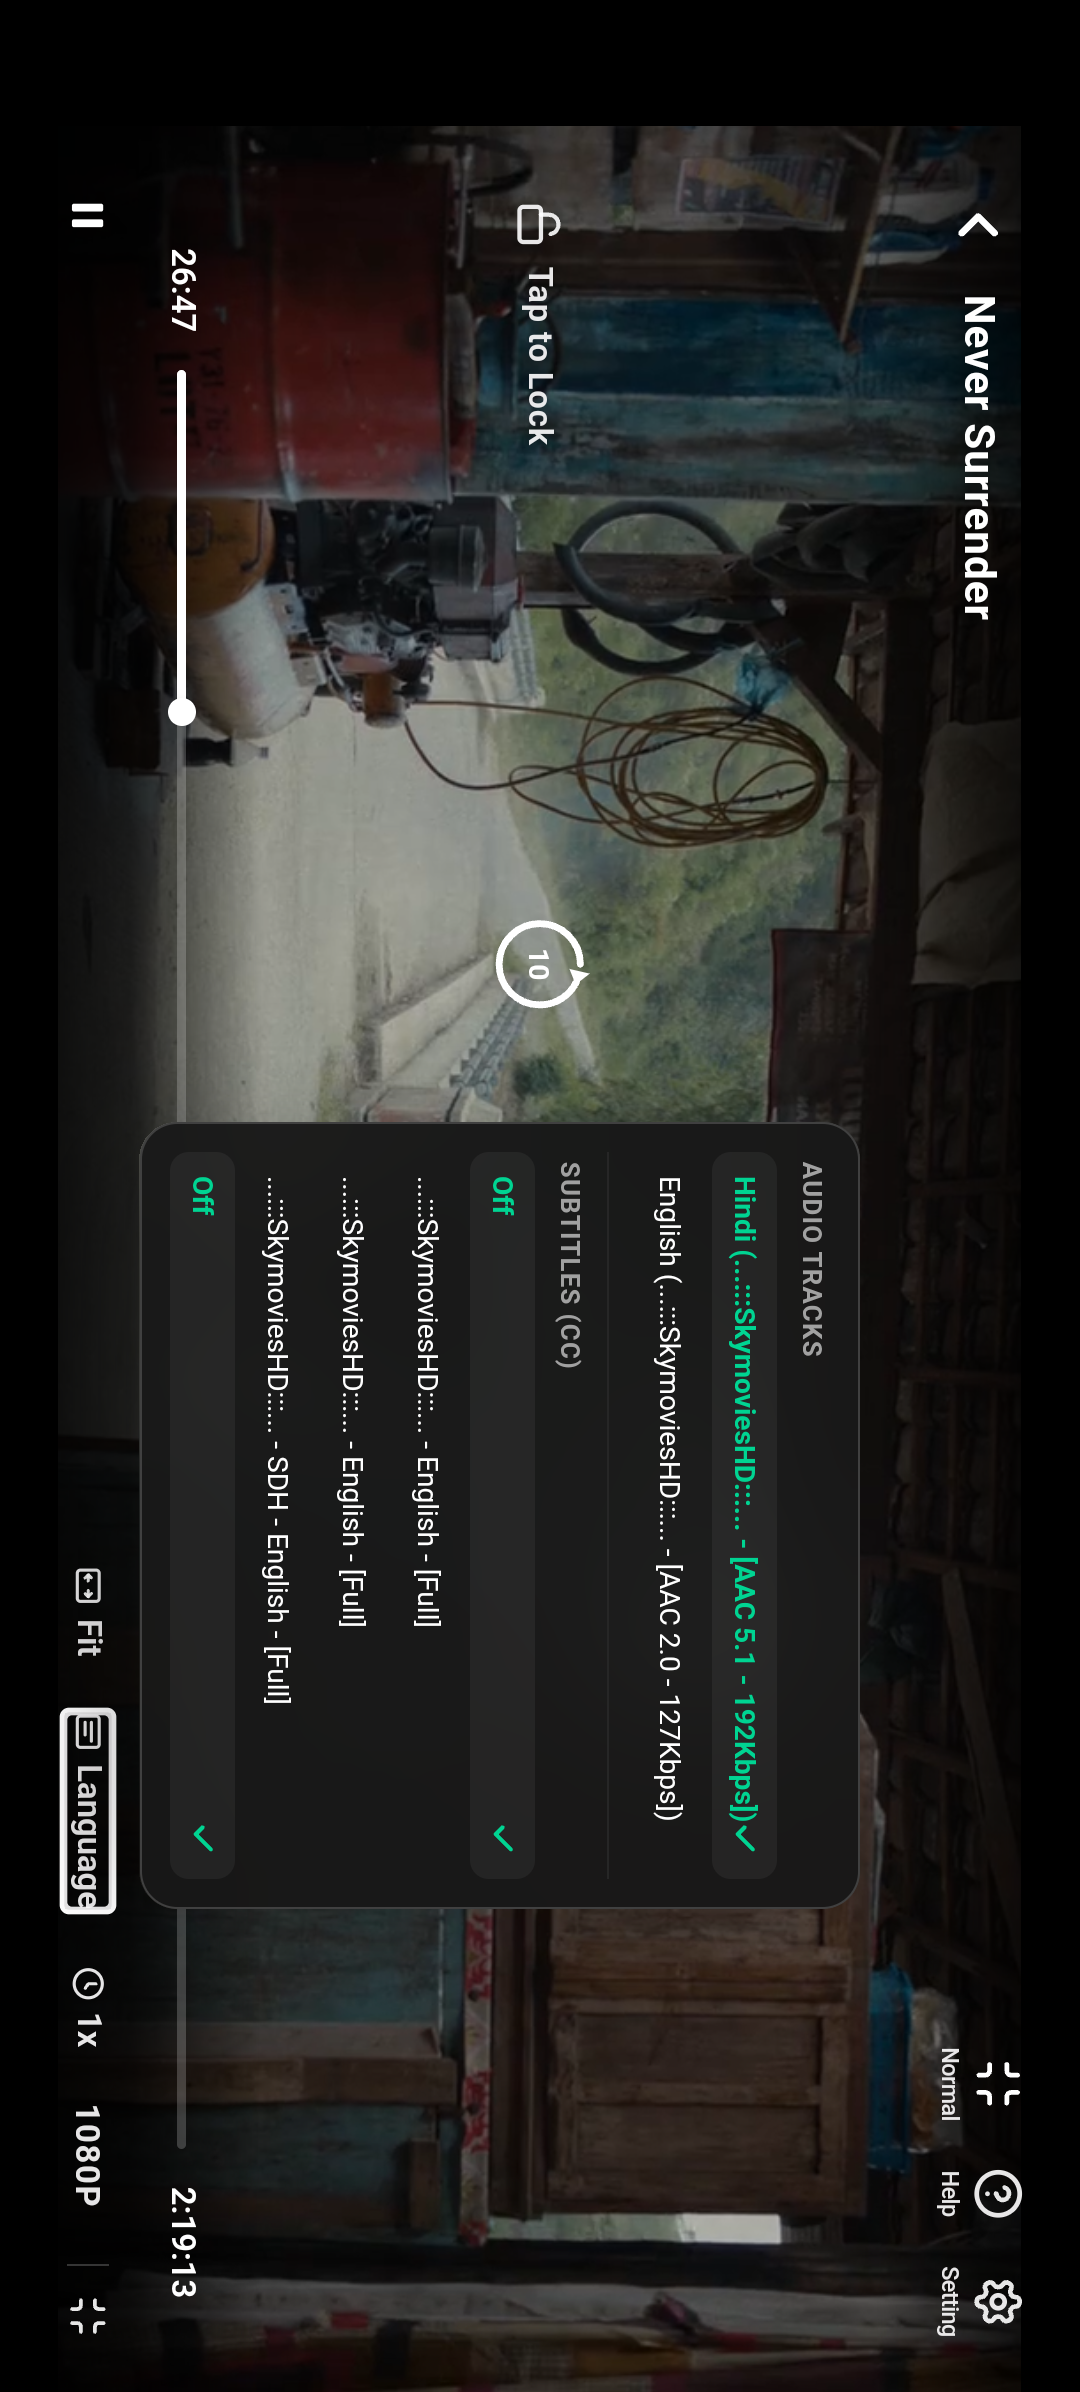 Never Surrender
Normal
Help
Setting
Tap to Lock
10
AUDIO TRACKS
Hindi (.....:::SkymoviesHD:::... - [AAC 5.1 - 192Kbps])
English (.....:::SkymoviesHD:::... - [AAC 2.0 - 127Kbps])
SUBTITLES (CC)
Off
.....:::SkymoviesHD:::... - English - [Full]
.....:::SkymoviesHD:::... - English - [Full]
.....:::SkymoviesHD:::... - SDH - English - [Full]
Off
26:47
2:19:13
Fit
Language
1x
1080P